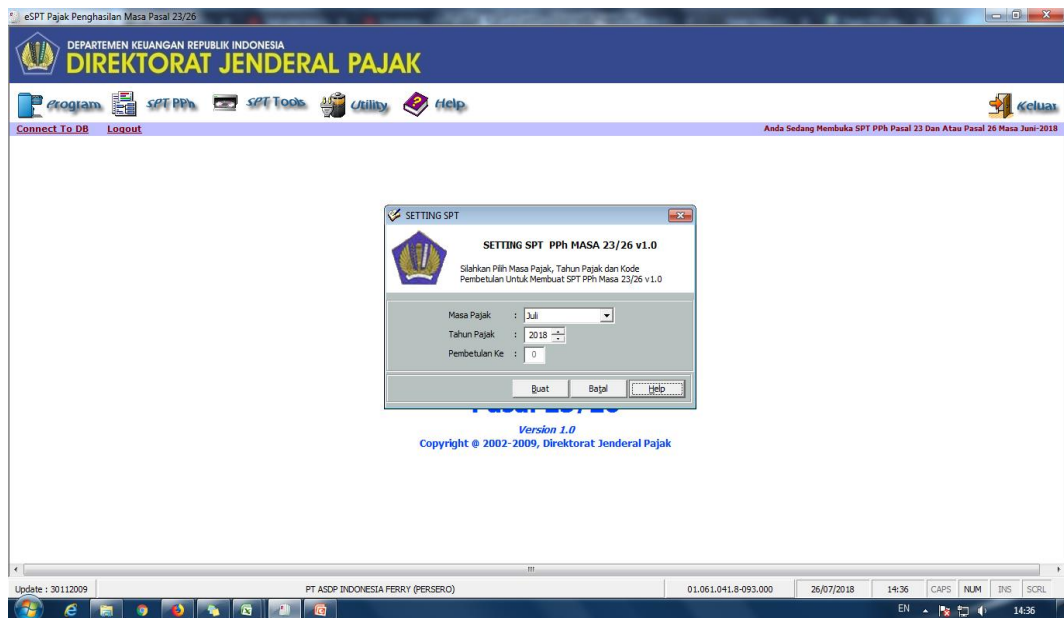 eSPT Pajak Penghasilan Masa Pasal 23/26
DEPARTEMEN KEUANGAN REPUBLIK INDONESIA
DIREKTORAT JENDERAL PAJAK
Program SPT PPh SPT Tools Utility Help Keluar
Connect To DB Logout Anda Sedang Membuka SPT PPh Pasal 23 Dan Atau Pasal 26 Masa Juni-2018
SETTING SPT
SETTING SPT PPh MASA 23/26 v1.0
Silahkan Pilih Masa Pajak, Tahun Pajak dan Kode
Pembetulan Untuk Membuat SPT PPh Masa 23/26 v1.0
Masa Pajak : Juli
Tahun Pajak : 2018
Pembetulan Ke : 0
Buat Batal Help
Pasal 23/26
Version 1.0
Copyright @ 2002-2009, Direktorat Jenderal Pajak
Update : 30112009 PT ASDP INDONESIA FERRY (PERSERO) 01.061.041.8-093.000 26/07/2018 14:36 CAPS NUM INS SCRL
EN 14:36